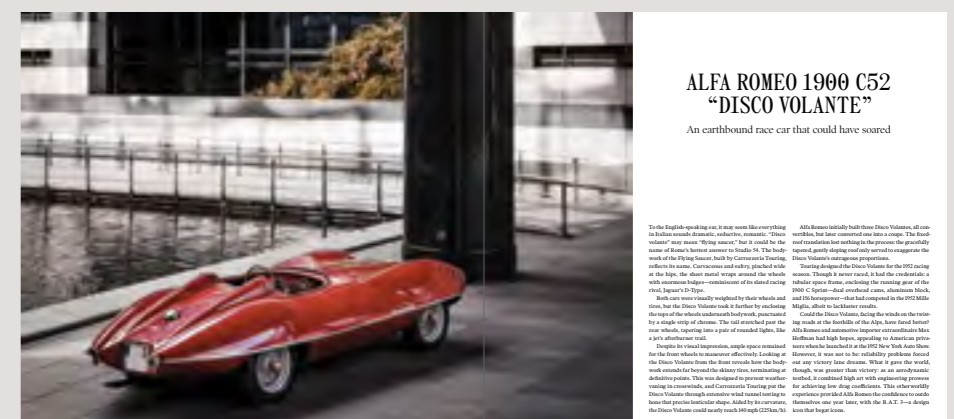 ALFA ROMEO 1900 C52
“DISCO VOLANTE”
An earthbound race car that could have soared
To the English-speaking ear, it may seem like everything
in Italian sounds dramatic, seductive, romantic. “Disco
volante” may mean “flying saucer,” but it could be the
name of Rome’s hottest answer to Studio 54. The body-
work of the Flying Saucer, built by Carrozzeria Touring,
reflects its name. Curvaceous and sultry, pinched wide
at the hips, the sheet metal wraps around the wheels
with enormous bulges—reminiscent of its slated racing
rival, Jaguar’s D-Type.
Both cars were visually weighted by their wheels and
tires, but the Disco Volante took it further by enclosing
the tops of the wheels underneath bodywork, punctuated
by a single strip of chrome. The tail stretched past the
rear wheels, tapering into a pair of rounded lights, like
a jet’s afterburner trail.
Despite its visual impression, ample space remained
for the front wheels to maneuver effectively. Looking at
the Disco Volante from the front reveals how the body-
work extends far beyond the skinny tires, terminating at
definitive points. This was designed to prevent weather-
vaning in crosswinds, and Carrozzeria Touring put the
Disco Volante through extensive wind tunnel testing to
hone that precise lenticular shape. Aided by its curvature,
the Disco Volante could nearly reach 140 mph (225 km/h).
Alfa Romeo initially built three Disco Volantes, all con-
vertibles, but later converted one into a coupe. The fixed-
roof translation lost nothing in the process: the gracefully
tapered, gently sloping roof only served to exaggerate the
Disco Volante’s outrageous proportions.
Touring designed the Disco Volante for the 1952 racing
season. Though it never raced, it had the credentials: a
tubular space frame, enclosing the running gear of the
1900 C Sprint—dual overhead cams, aluminum block,
and 156 horsepower—that had competed in the 1952 Mille
Miglia, albeit to lackluster results.
Could the Disco Volante, facing the winds on the twist-
ing roads at the foothills of the Alps, have fared better?
Alfa Romeo and automotive importer extraordinaire Max
Hoffman had high hopes, appealing to American priva-
teers when he launched it at the 1952 New York Auto Show.
However, it was not to be: reliability problems forced
out any victory lane dreams. What it gave the world,
though, was greater than victory: as an aerodynamic
testbed, it combined high art with engineering prowess
for achieving low drag coefficients. This otherworldly
experience provided Alfa Romeo the confidence to outdo
themselves one year later, with the B.A.T. 5—a design
icon that begat icons.